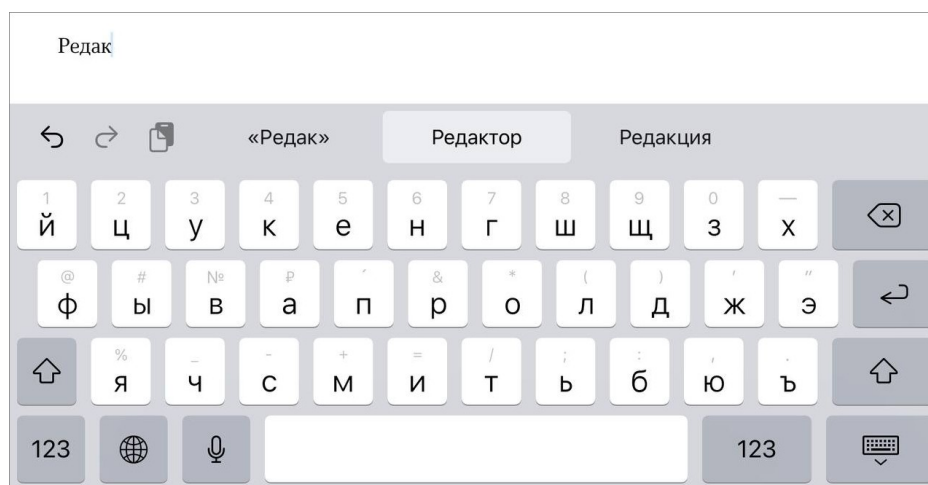 Редак
«Редак» Редактор Редакция
1 2 3 4 5 6 7 8 9 0 —
й ц у к е н г ш щ з х
@ # № ₽ ´ & * ( ) ' "
ф ы в а п р о л д ж э
% _ - + = / ; : , .
я ч с м и т ь б ю ъ
123 123